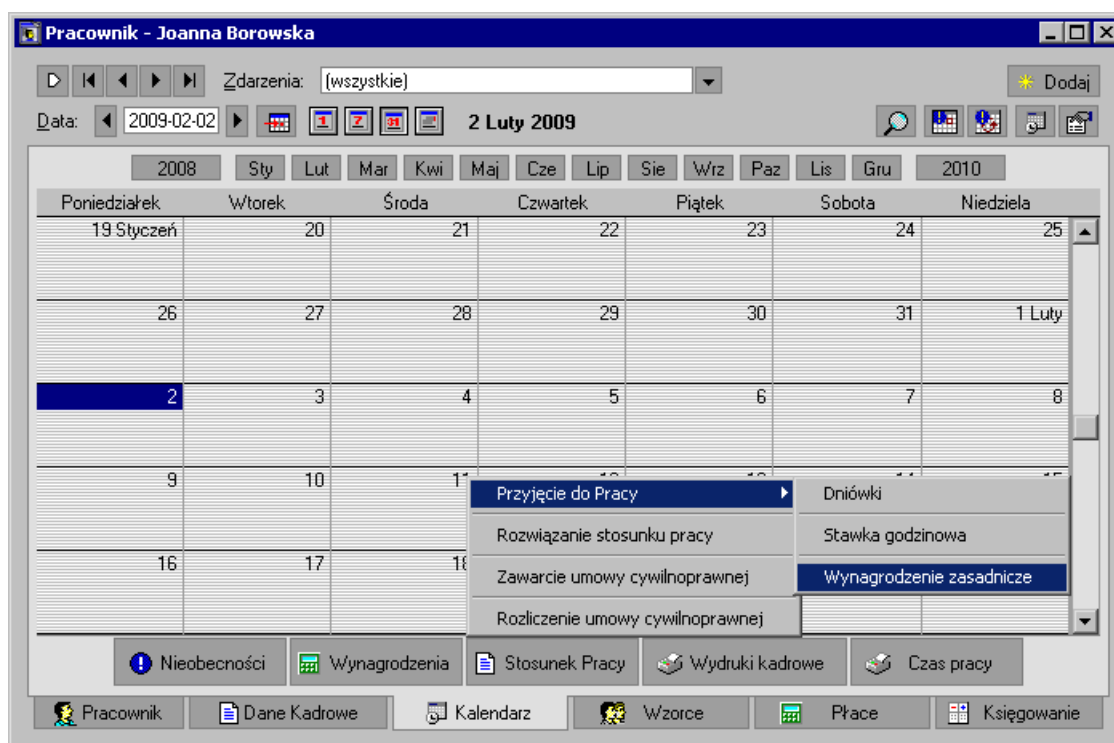 Pracownik - Joanna Borowska
Zdarzenia: (wszystkie) Dodaj
Data: 2009-02-02 1 7 31 2 Luty 2009
2008 Sty Lut Mar Kwi Maj Cze Lip Sie Wrz Paz Lis Gru 2010
Poniedziałek Wtorek Środa Czwartek Piątek Sobota Niedziela
19 Styczeń 20 21 22 23 24 25
26 27 28 29 30 31 1 Luty
2 3 4 5 6 7 8
9 10
Przyjęcie do Pracy Dniówki
Rozwiązanie stosunku pracy Stawka godzinowa
16 17
Zawarcie umowy cywilnoprawnej Wynagrodzenie zasadnicze
Rozliczenie umowy cywilnoprawnej
Nieobecności Wynagrodzenia Stosunek Pracy Wydruki kadrowe Czas pracy
Pracownik Dane Kadrowe Kalendarz Wzorce Płace Księgowanie